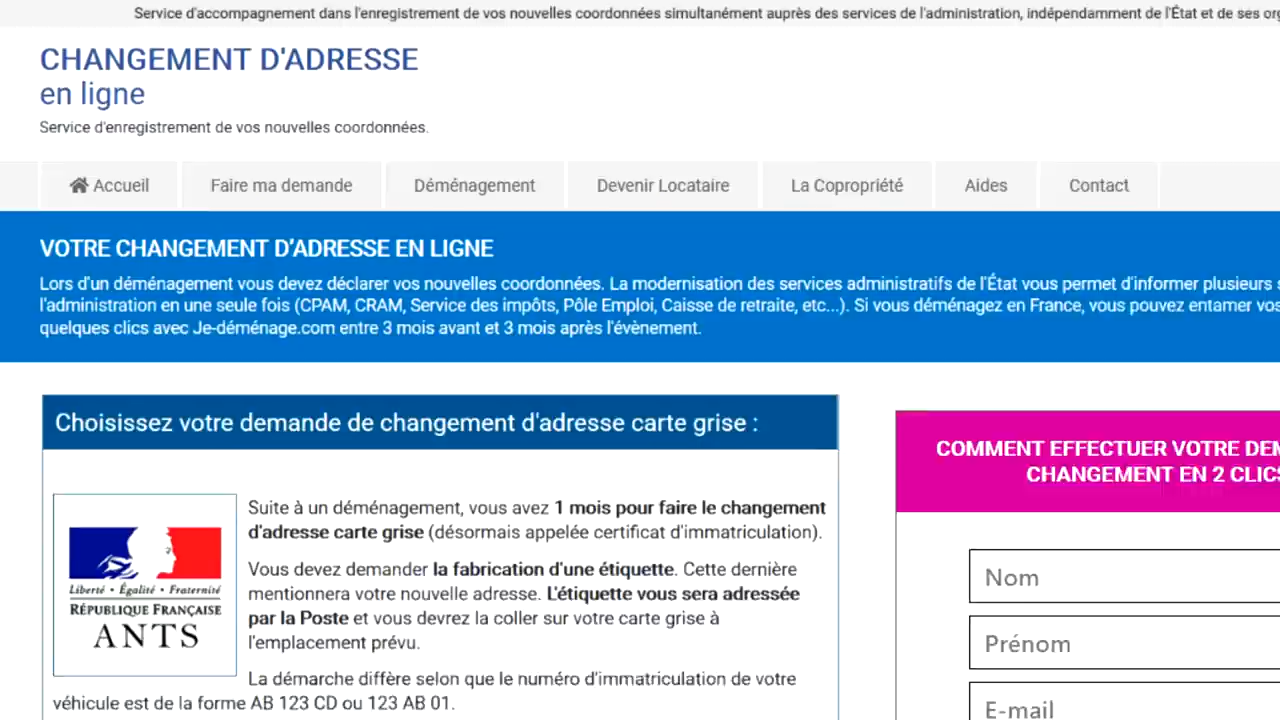 Service d'accompagnement dans l'enregistrement de vos nouvelles coordonnées simultanément auprès des services de l'administration, indépendamment de l'État et de ses
CHANGEMENT D'ADRESSE
en ligne
Service d'enregistrement de vos nouvelles coordonnées.
Accueil
Faire ma demande
Déménagement
Devenir Locataire
La Copropriété
Aides
Contact
VOTRE CHANGEMENT D'ADRESSE EN LIGNE
Lors d'un déménagement vous devez déclarer vos nouvelles coordonnées. La modernisation des services administratifs de l'État vous permet d'informer plusieurs
l'administration en une seule fois (CPAM, CRAM, Service des impôts, Pôle Emploi, Caisse de retraite, etc...). Si vous déménagez en France, vous pouvez entamer
quelques clics avec Je-déménage.com entre 3 mois avant et 3 mois après l'évènement.
Choisissez votre demande de changement d'adresse carte grise :
Liberté • Égalité • Fraternité
RÉPUBLIQUE FRANÇAISE
ANTS
Suite à un déménagement, vous avez 1 mois pour faire le changement
d'adresse carte grise (désormais appelée certificat d'immatriculation).
Vous devez demander la fabrication d'une étiquette. Cette dernière
mentionnera votre nouvelle adresse. L'étiquette vous sera adressée
par la Poste et vous devrez la coller sur votre carte grise à
l'emplacement prévu.
La démarche diffère selon que le numéro d'immatriculation de votre
véhicule est de la forme AB 123 CD ou 123 AB 01.
COMMENT EFFECTUER VOTRE
CHANGEMENT EN 2 CLICS
Nom
Prénom
E-mail